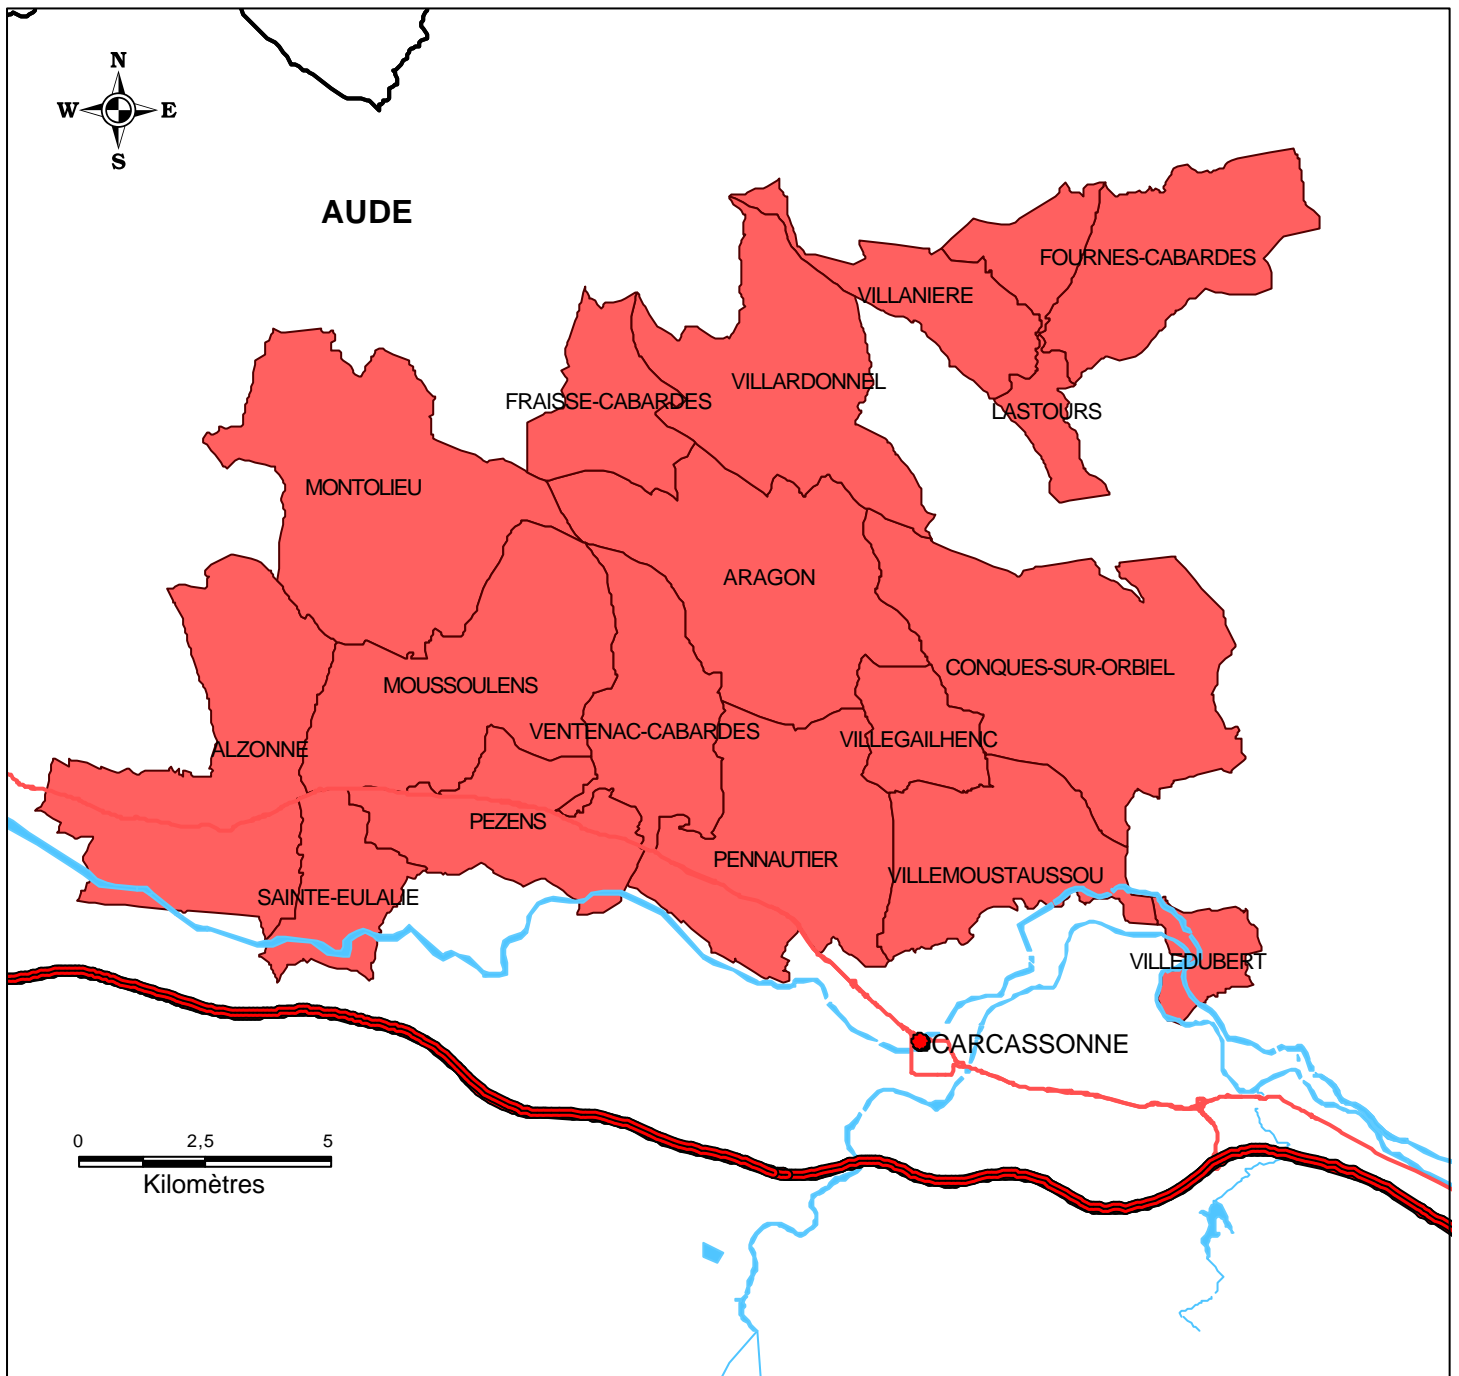 N
W E
S
AUDE
FOURNES-CABARDES
VILLANIERE
VILLARDONNEL
FRAISSE-CABARDES
LASTOURS
MONTOLIEU
ARAGON
CONQUES-SUR-ORBIEL
MOUSSOULENS
VENTENAC-CABARDES
VILLEGAILHENC
ALZONNE
PEZENS
PENNAUTIER
VILLEMOUSTAUSSOU
SAINTE-EULALIE
VILLEDUBERT
CARCASSONNE
0 2,5 5
Kilomètres